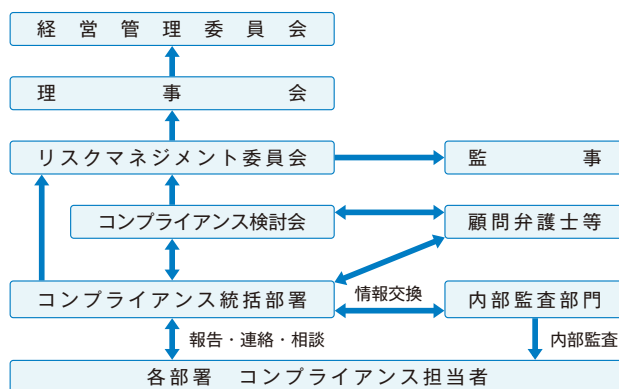 経営管理委員会
理事会
リスクマネジメント委員会
監事
コンプライアンス検討会
顧問弁護士等
コンプライアンス統括部署
情報交換
内部監査部門
報告・連絡・相談
内部監査
各部署　コンプライアンス担当者